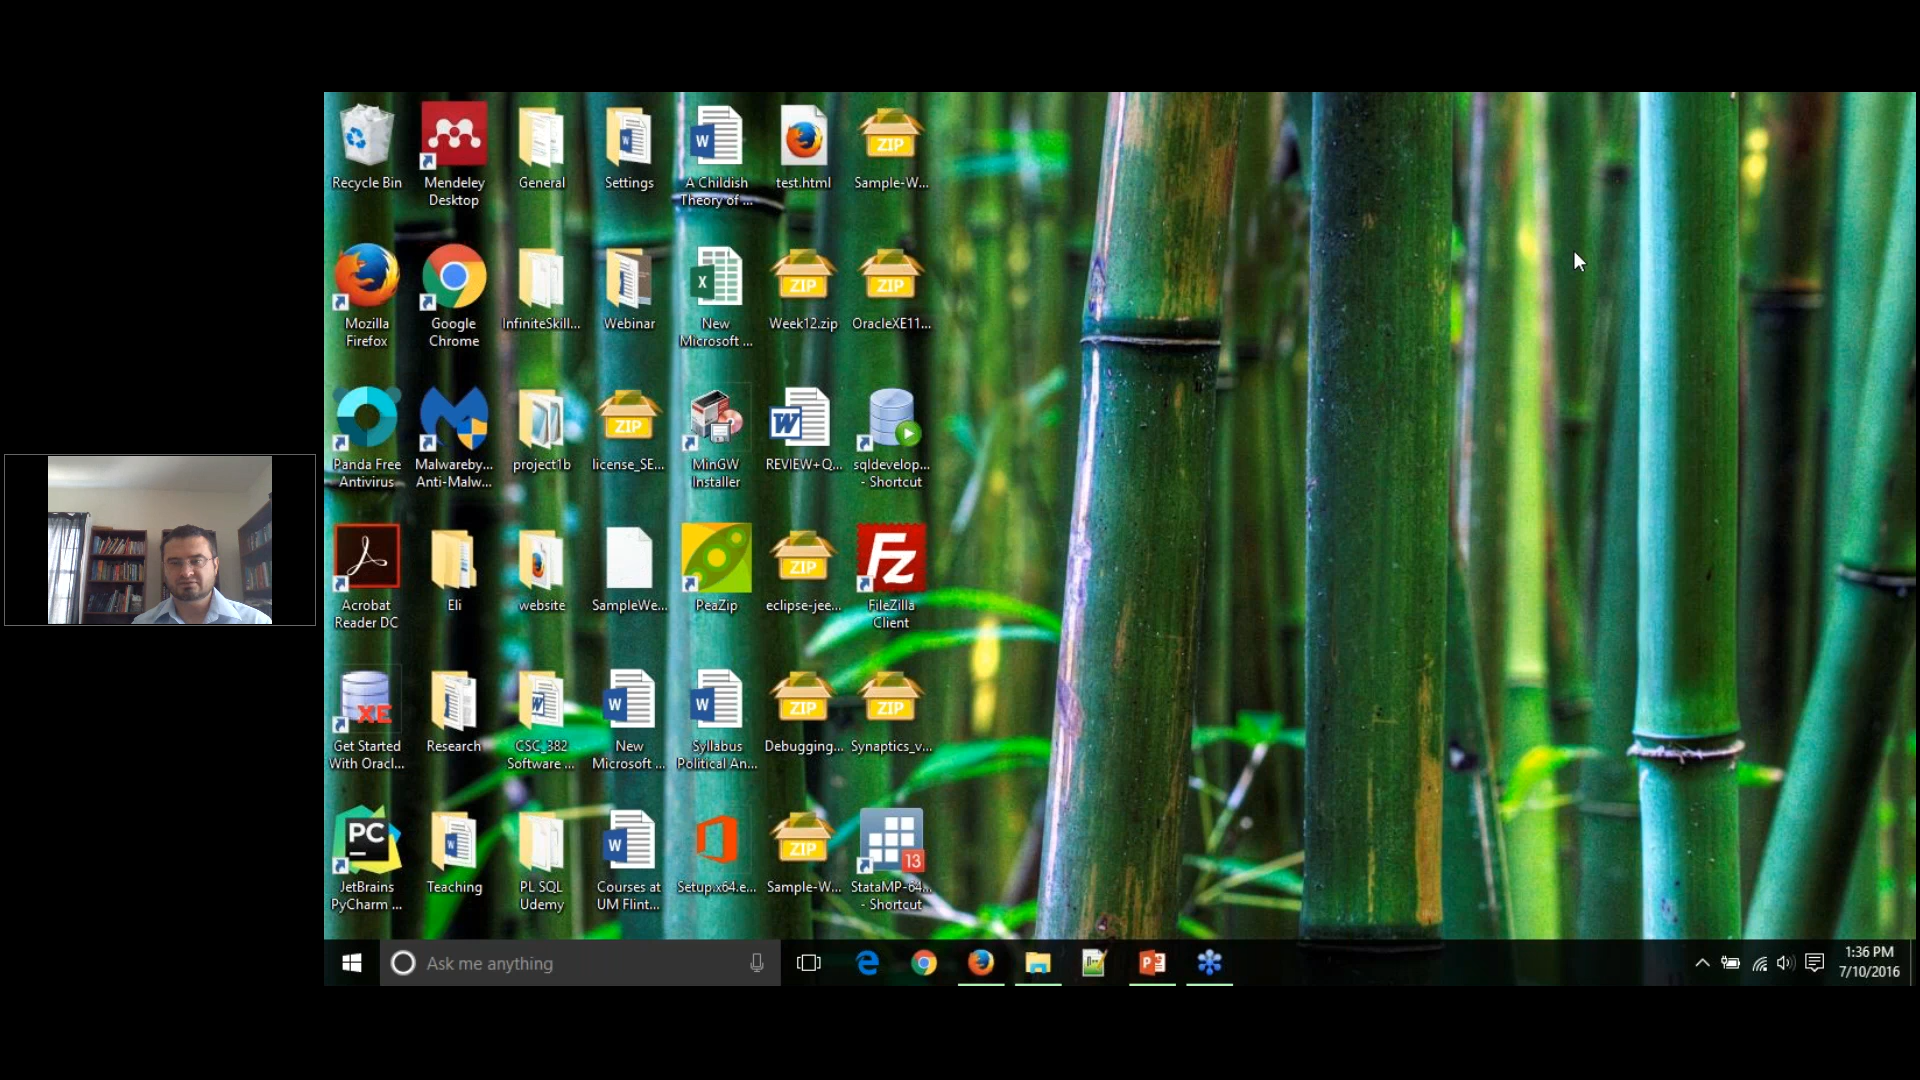 Recycle Bin
Mendeley
Desktop
General
Settings
W
A Childish
Theory of ...
test.html
ZIP
Sample-W...
Mozilla
Firefox
Google
Chrome
InfiniteSkill...
Webinar
X
New
Microsoft ...
ZIP
Week12.zip
ZIP
OracleXE11...
Panda Free
Antivirus
Malwareby...
Anti-Malw...
project1b
ZIP
license_SE...
MinGW
Installer
W
REVIEW+Q...
sqldevelop...
- Shortcut
Acrobat
Reader DC
Eli
website
SampleWe...
PeaZip
ZIP
eclipse-jee...
Fz
FileZilla
Client
XE
Get Started
With Oracl...
Research
W
CSC_382
Software ...
W
New
Microsoft ...
W
Syllabus
Political An...
ZIP
Debugging...
ZIP
Synaptics_v...
PC
JetBrains
PyCharm ...
W
Teaching
PL SQL
Udemy
W
Courses at
UM Flint...
Setup.x64.e...
ZIP
Sample-W...
13
StataMP-64...
- Shortcut
Ask me anything
P
1:36 PM
7/10/2016